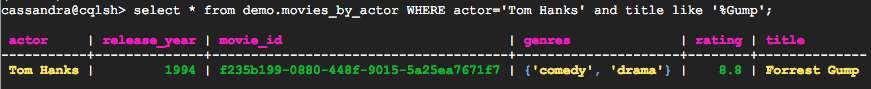 cassandra@cqlsh> select * from demo.movies_by_actor WHERE actor='Tom Hanks' and title like '%Gump';
actor | release_year | movie_id | genres | rating | title
-----------+--------------+--------------------------------------+---------------------+--------+--------------
Tom Hanks | 1994 | f235b199-0880-448f-9015-5a25ea7671f7 | {'comedy', 'drama'} | 8.8 | Forrest Gump